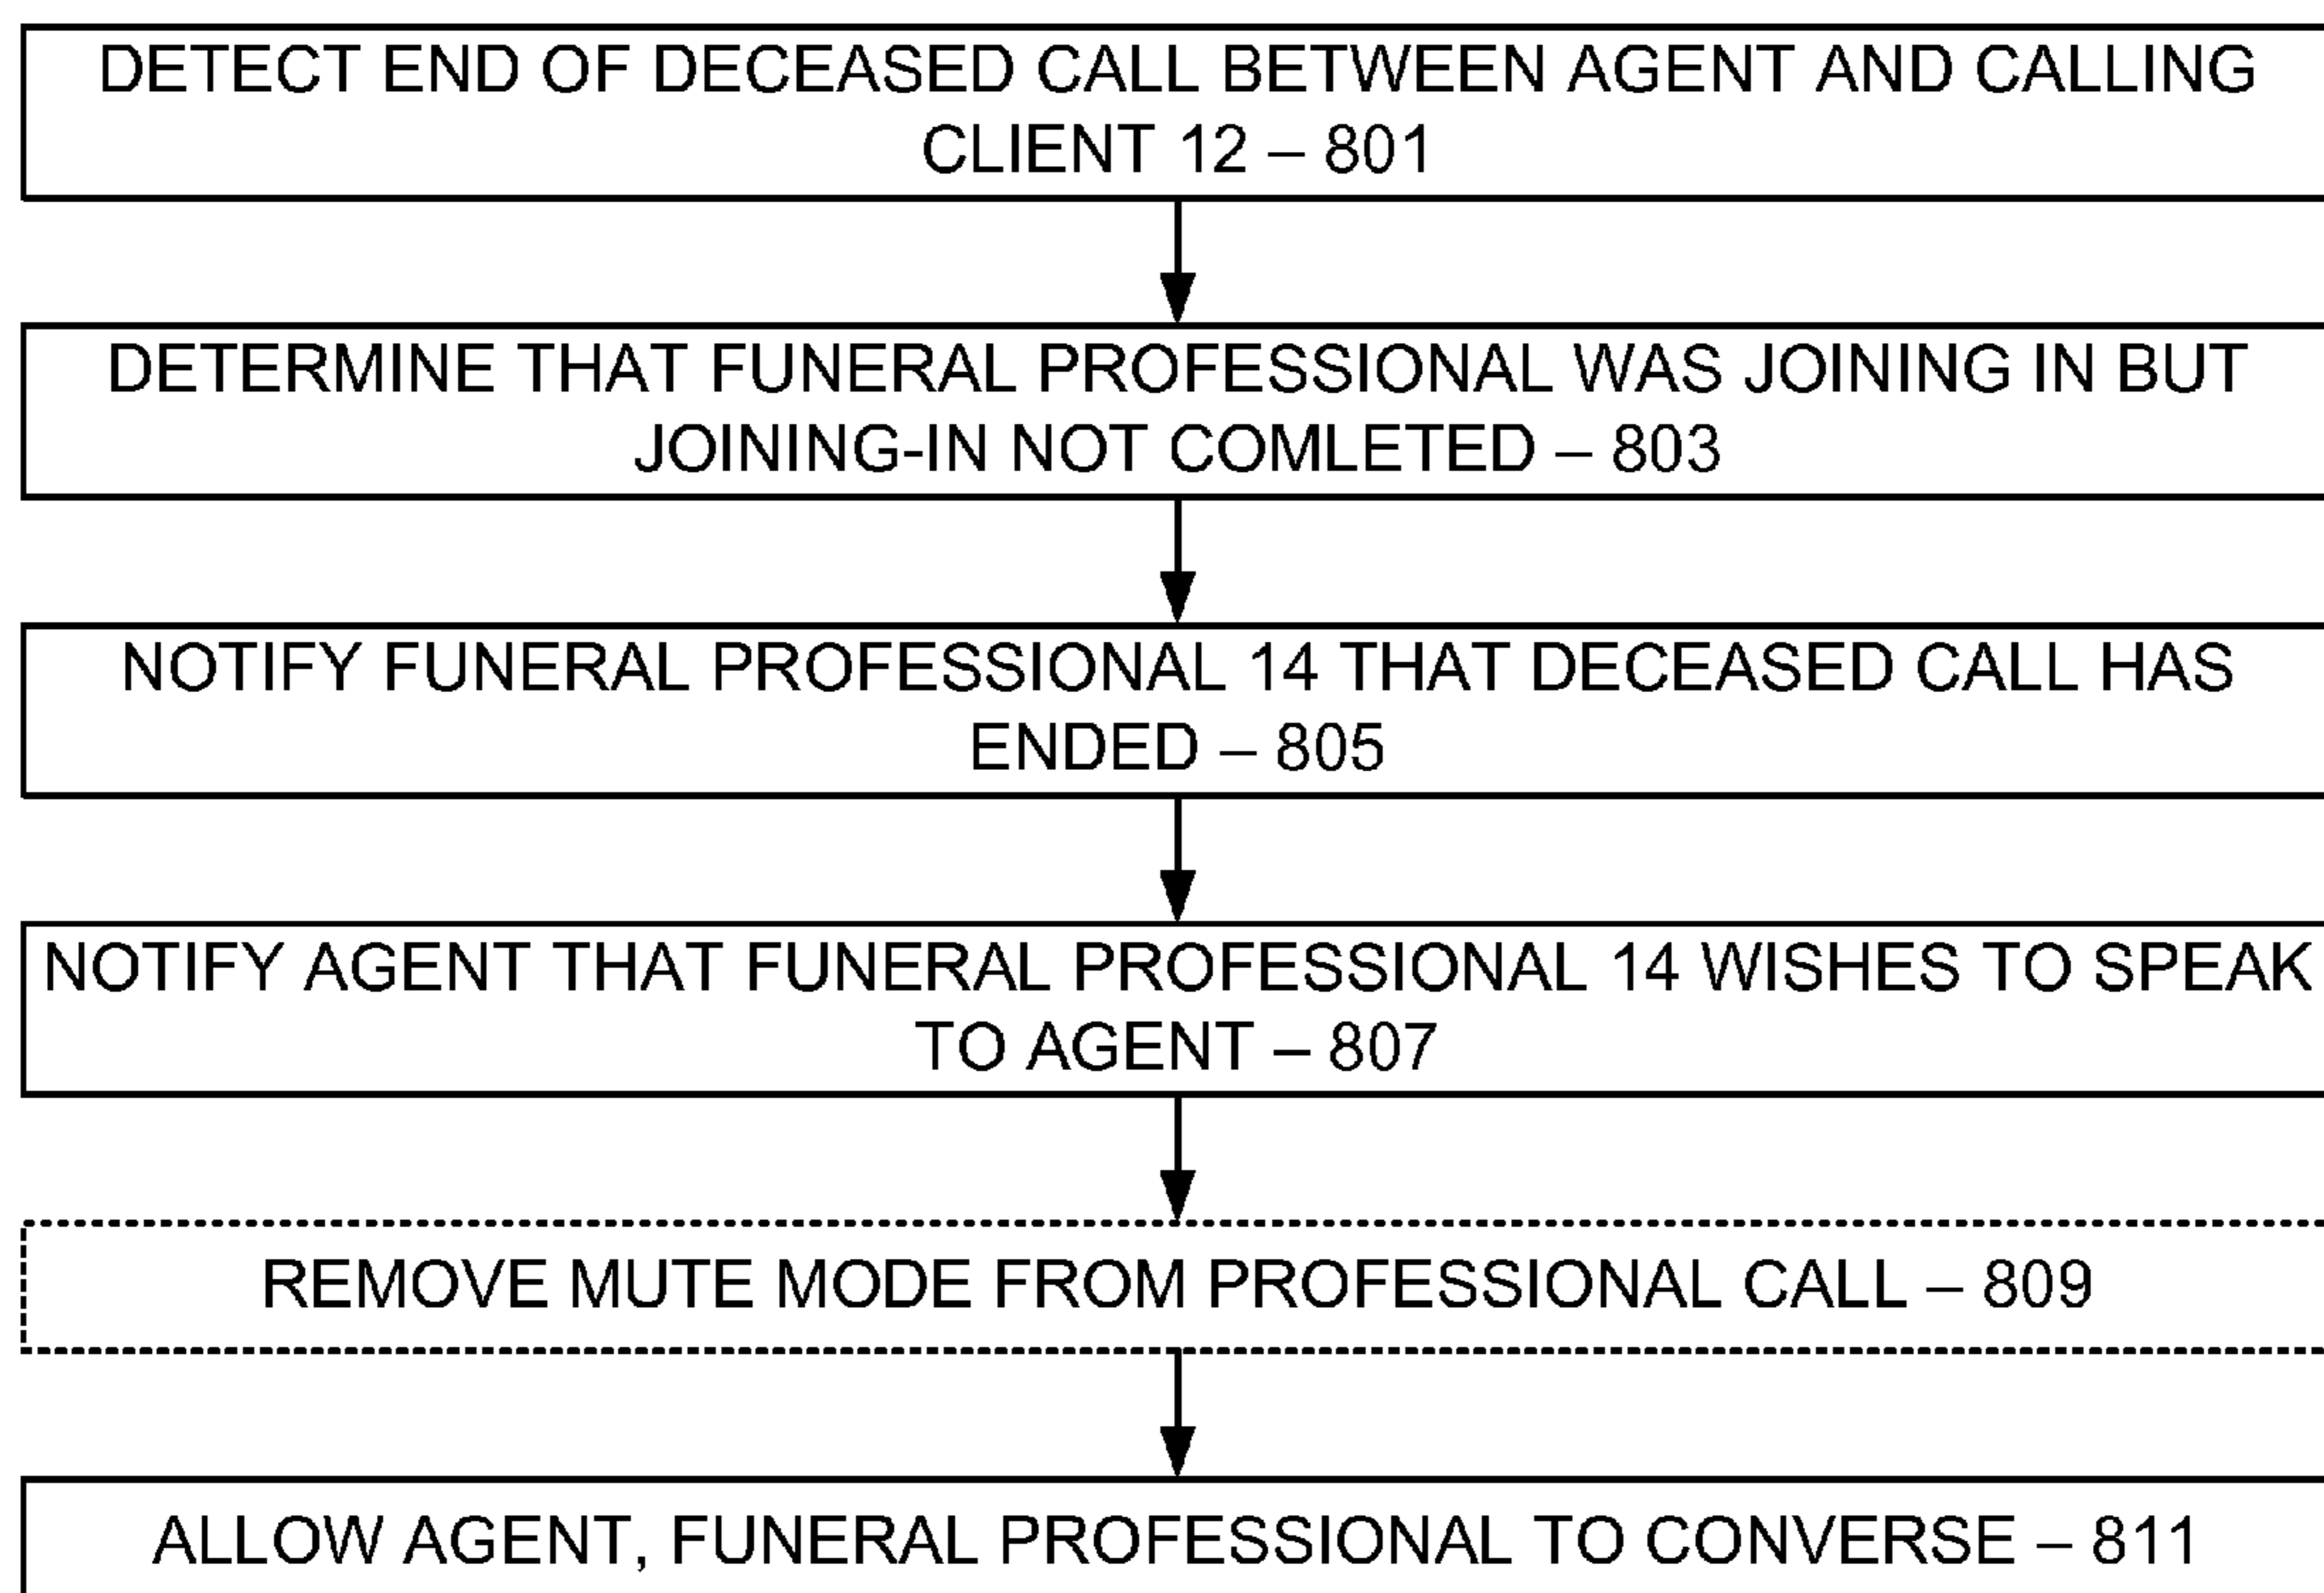 DETECT END OF DECEASED CALL BETWEEN AGENT AND CALLING
CLIENT 12 – 801
DETERMINE THAT FUNERAL PROFESSIONAL WAS JOINING IN BUT
JOINING-IN NOT COMLETED – 803
NOTIFY FUNERAL PROFESSIONAL 14 THAT DECEASED CALL HAS
ENDED – 805
NOTIFY AGENT THAT FUNERAL PROFESSIONAL 14 WISHES TO SPEAK
TO AGENT – 807
REMOVE MUTE MODE FROM PROFESSIONAL CALL – 809
ALLOW AGENT, FUNERAL PROFESSIONAL TO CONVERSE – 811